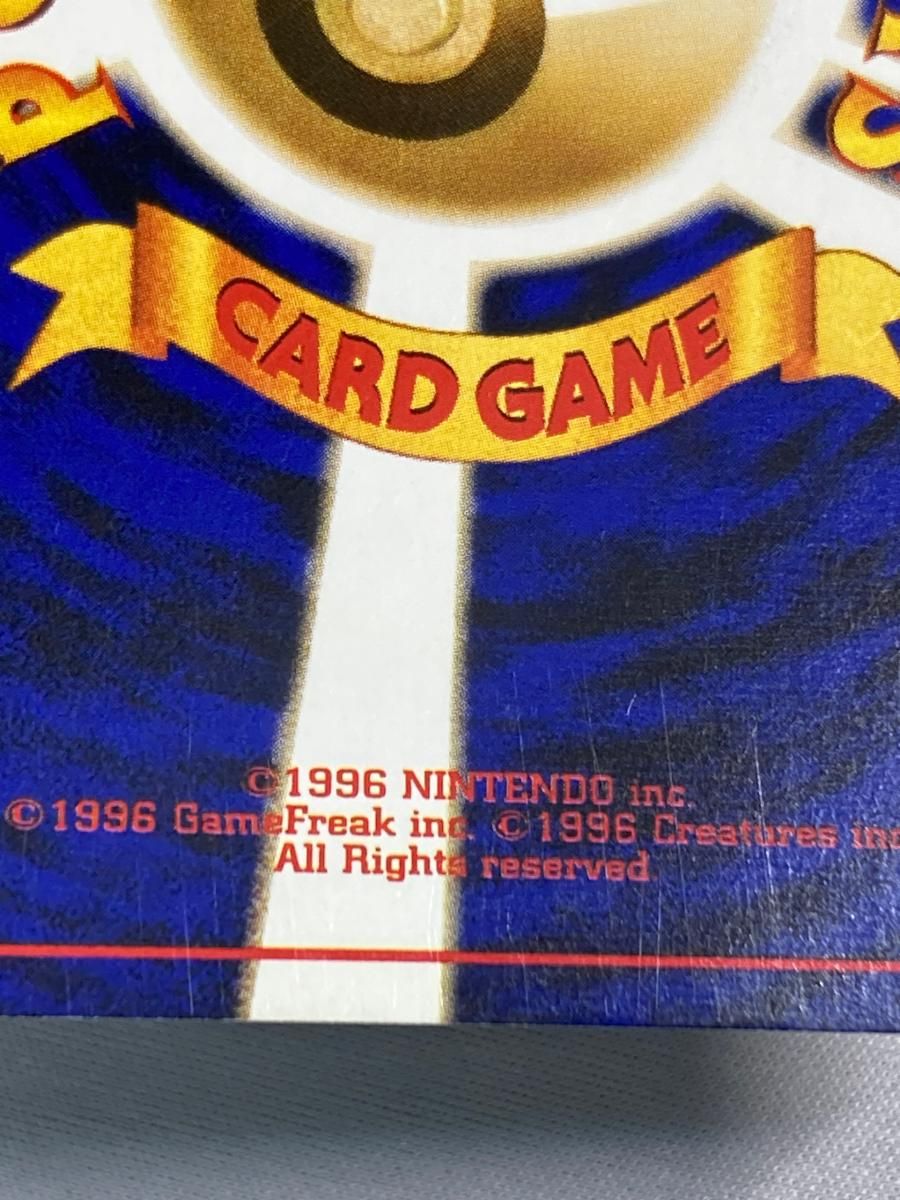 P
S
CARD GAME
©1996 NINTENDO inc.
©1996 GameFreak inc. ©1996 Creatures inc
All Rights reserved